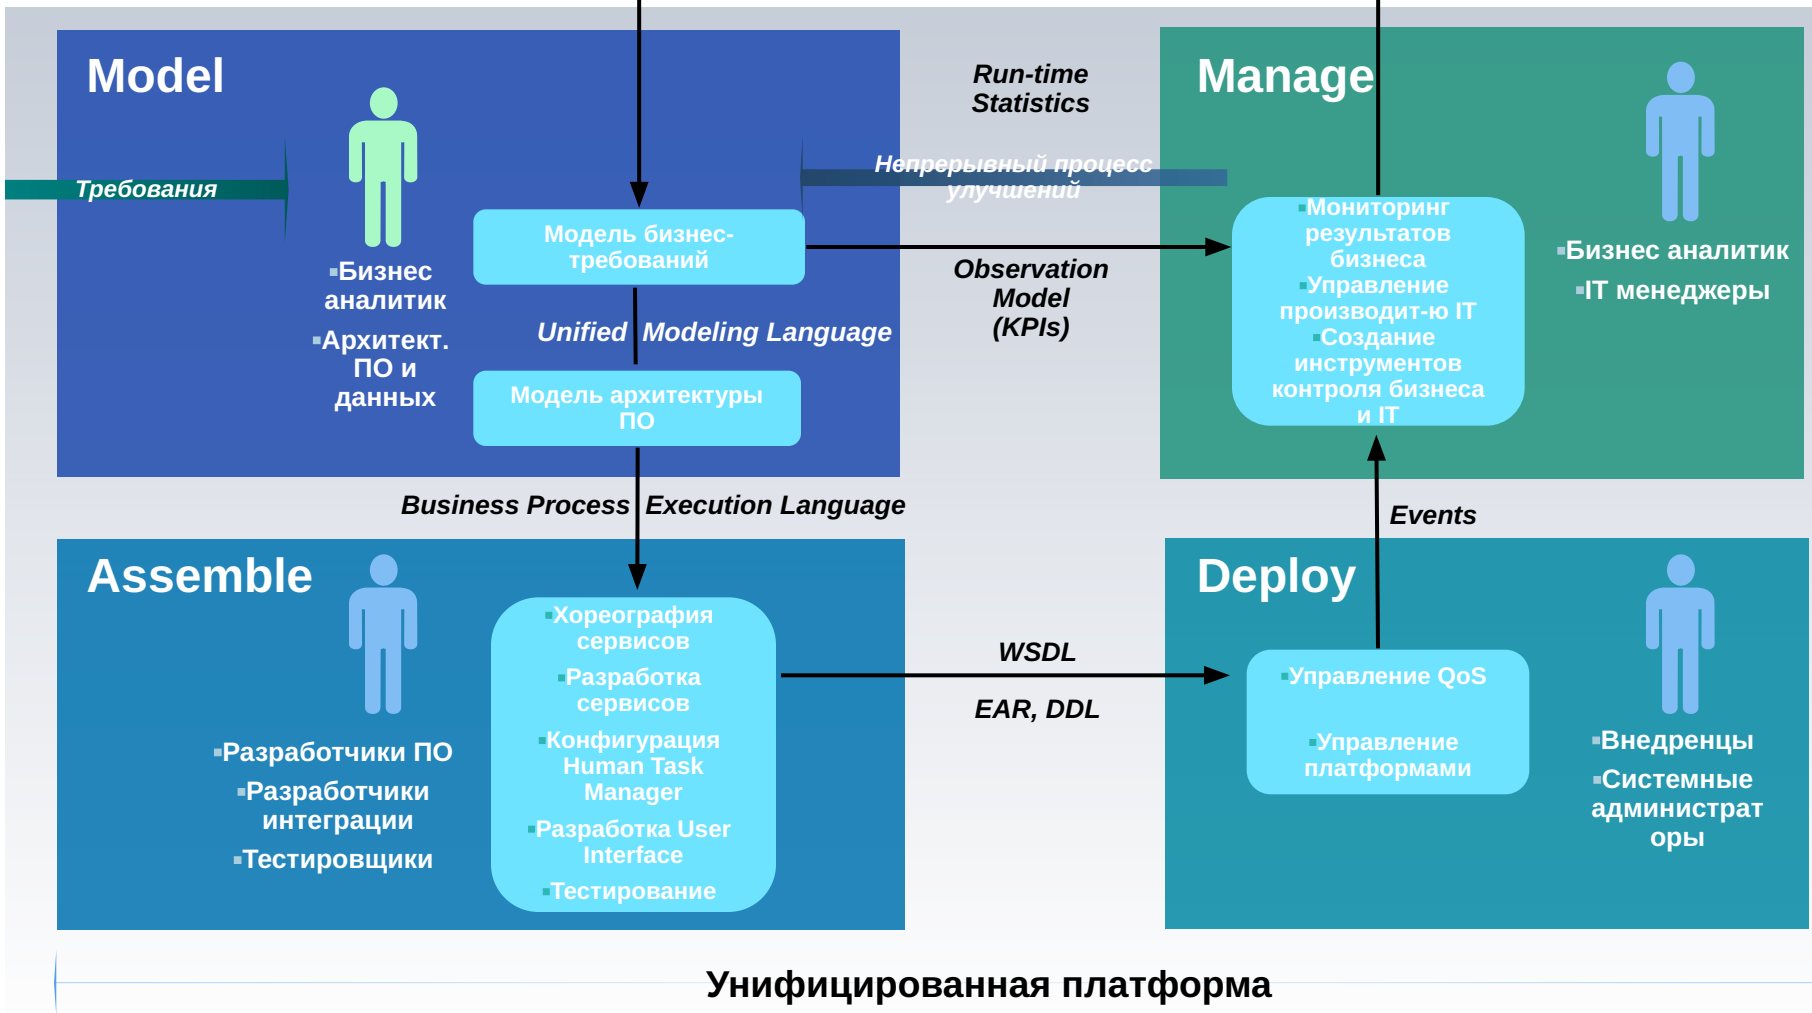 Model
Требования
▪Бизнес
аналитик
▪Архитект.
ПО и
данных
Модель бизнес-
требований
Unified Modeling Language
Модель архитектуры
ПО
Run-time
Statistics
Непрерывный процесс
улучшений
Observation
Model
(KPIs)
Manage
▪Мониторинг
результатов
бизнеса
▪Управление
производит-ю IT
▪Создание
инструментов
контроля бизнеса
и IT
▪Бизнес аналитик
▪IT менеджеры
Business Process Execution Language
Events
Assemble
▪Разработчики ПО
▪Разработчики
интеграции
▪Тестировщики
▪Хореография
сервисов
▪Разработка
сервисов
▪Конфигурация
Human Task
Manager
▪Разработка User
Interface
▪Тестирование
WSDL
EAR, DDL
Deploy
▪Управление QoS
▪Управление
платформами
▪Внедренцы
▪Системные
администрат
оры
Унифицированная платформа